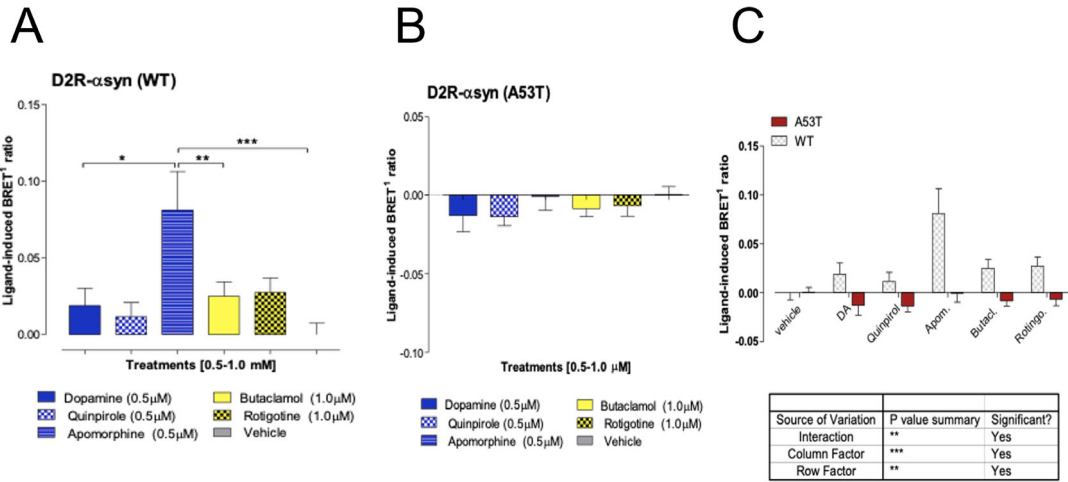 A
D2R-αsyn (WT)
Ligand-induced BRET¹ ratio
0.15
0.10
0.05
0.00
*
**
***
Treatments [0.5-1.0 mM]
Dopamine (0.5μM)
Quinpirole (0.5μM)
Apomorphine (0.5μM)
Butaclamol (1.0μM)
Rotigotine (1.0μM)
Vehicle
B
D2R-αsyn (A53T)
Ligand-induced BRET¹ ratio
0.05
0.00
-0.05
-0.10
Treatments [0.5-1.0 μM]
Dopamine (0.5μM)
Quinpirole (0.5μM)
Apomorphine (0.5μM)
Butaclamol (1.0μM)
Rotigotine (1.0μM)
Vehicle
C
A53T
WT
Ligand-induced BRET¹ ratio
0.15
0.10
0.05
0.00
-0.05
vehicle
DA
Quinpirol
Apom.
Butacl.
Rotingo.
Source of Variation P value summary Significant?
Interaction ** Yes
Column Factor *** Yes
Row Factor ** Yes